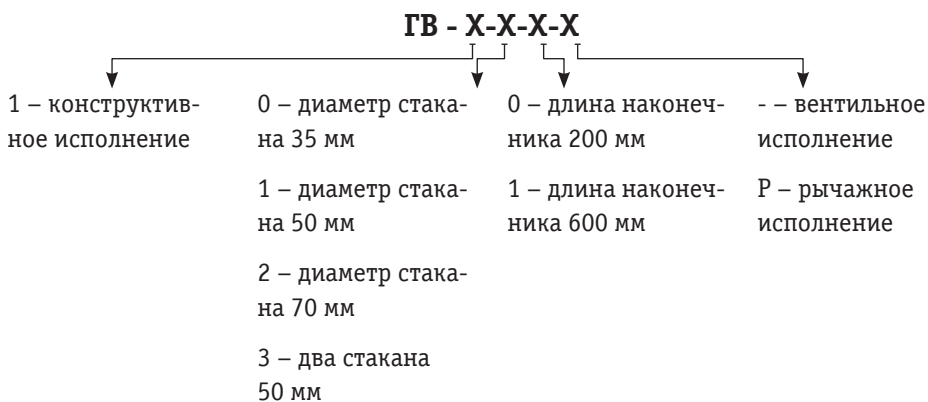 ГВ - Х-Х-Х-Х
1 – конструктив-
ное исполнение
0 – диаметр стака-
на 35 мм
1 – диаметр стака-
на 50 мм
2 – диаметр стака-
на 70 мм
3 – два стакана
50 мм
0 – длина наконеч-
ника 200 мм
1 – длина наконеч-
ника 600 мм
- – вентильное
исполнение
Р – рычажное
исполнение